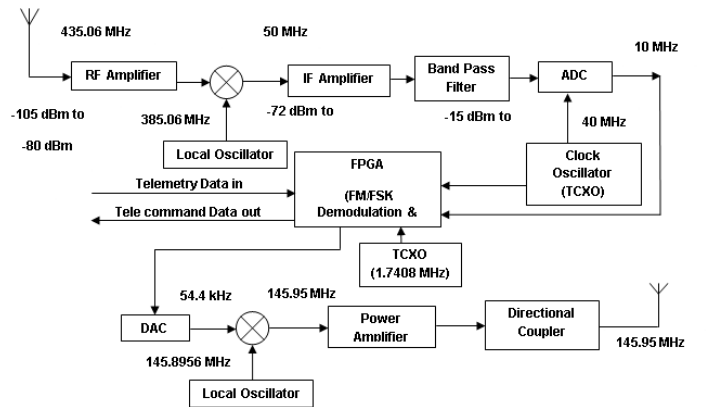 435.06 MHz
50 MHz
10 MHz
RF Amplifier
IF Amplifier
Band Pass
Filter
ADC
-105 dBm to
-80 dBm
385.06 MHz
-72 dBm to
-15 dBm to
40 MHz
Local Oscillator
FPGA
(FM/FSK
Demodulation &
Clock
Oscillator
(TCXO)
Telemetry Data in
Tele command Data out
TCXO
(1.7408 MHz)
54.4 kHz
145.95 MHz
DAC
Power
Amplifier
Directional
Coupler
145.95 MHz
145.8956 MHz
Local Oscillator